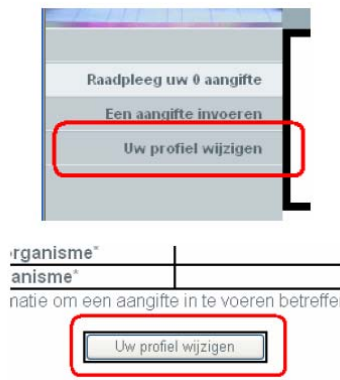 Raadpleeg uw 0 aangifte
Een aangifte invoeren
Uw profiel wijzigen
rganisme*
anisme*
matie om een aangifte in te voeren betreffe
Uw profiel wijzigen